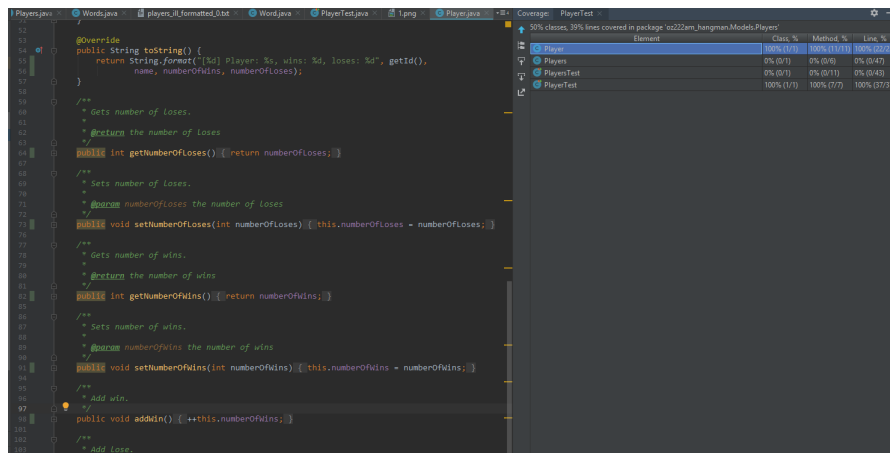 Players.java
Words.java
players_ill_formatted_0.txt
Word.java
PlayerTest.java
1.png
Player.java
Coverage: PlayerTest
50% classes, 39% lines covered in package 'oz222am_hangman.Models.Players'
Element Class, % Method, % Line, %
Player 100% (1/1) 100% (11/11) 100% (22/2
Players 0% (0/1) 0% (0/6) 0% (0/47)
PlayersTest 0% (0/1) 0% (0/11) 0% (0/43)
PlayerTest 100% (1/1) 100% (7/7) 100% (37/3
52
53 @Override
54 public String toString() {
55 return String.format("[%d] Player: %s, wins: %d, loses: %d", getId(),
56 name, numberOfWins, numberOfLoses);
57 }
58
59 /**
60 * Gets number of loses.
61 *
62 * @return the number of loses
63 */
64 public int getNumberOfLoses() { return numberOfLoses; }
67
68 /**
69 * Sets number of loses.
70 *
71 * @param numberOfLoses the number of loses
72 */
73 public void setNumberOfLoses(int numberOfLoses) { this.numberOfLoses = numberOfLoses; }
76
77 /**
78 * Gets number of wins.
79 *
80 * @return the number of wins
81 */
82 public int getNumberOfWins() { return numberOfWins; }
85
86 /**
87 * Sets number of wins.
88 *
89 * @param numberOfWins the number of wins
90 */
91 public void setNumberOfWins(int numberOfWins) { this.numberOfWins = numberOfWins; }
94
95 /**
96 * Add win.
97 */
98 public void addWin() { ++this.numberOfWins; }
101
102 /**
103 * Add lose.